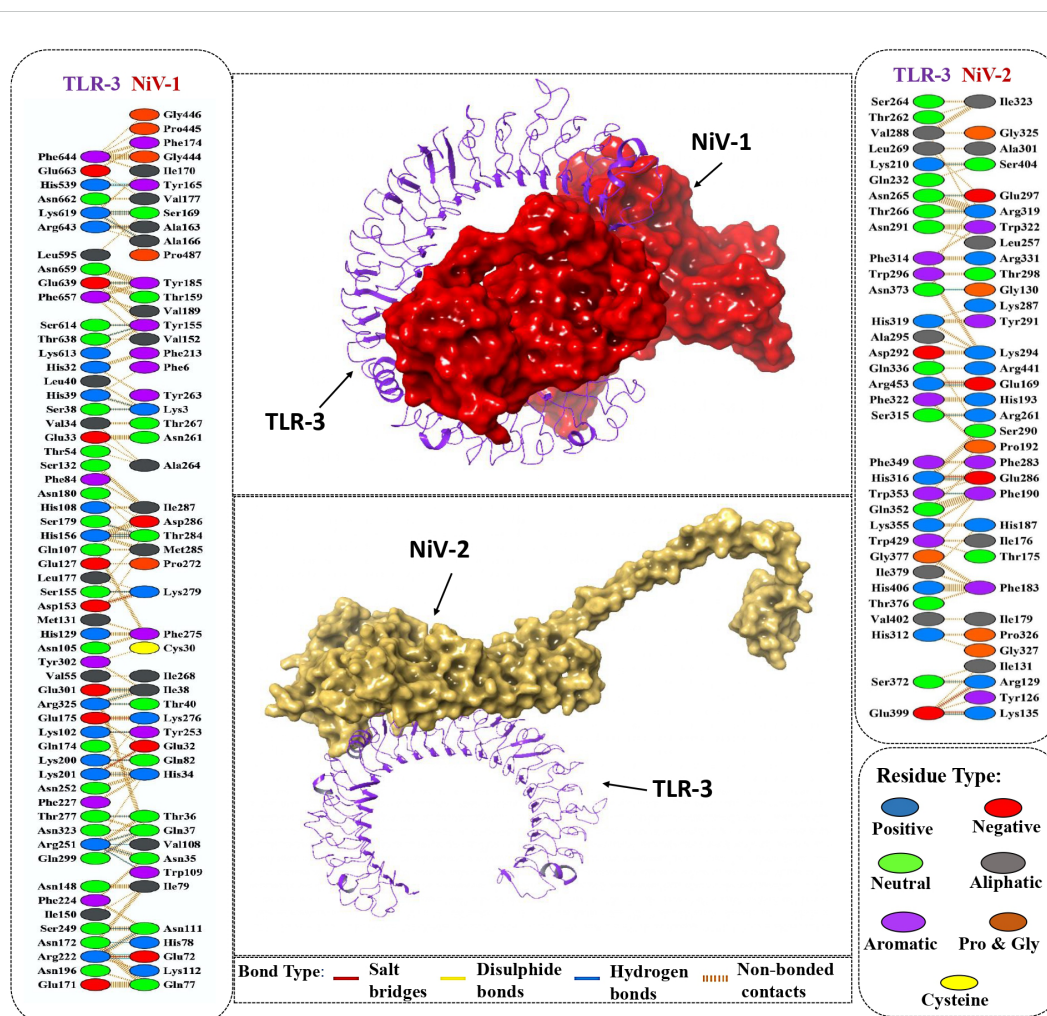 TLR-3 NiV-1
Gly446
Pro445
Phe174
Phe644 Gly444
Glu663 Ile170
His539 Tyr165
Asn662 Val177
Lys619 Ser169
Arg643 Ala163
Ala166
Leu595 Pro487
Asn659
Glu639 Tyr185
Phe657 Thr159
Val189
Ser614 Tyr155
Thr638 Val152
Lys613 Phe213
His32 Phe6
Leu40
His39 Tyr263
Ser38 Lys3
Val34 Thr267
Glu33 Asn261
Thr54
Ser132 Ala264
Phe84
Asn180
His108 Ile287
Ser179 Asp286
His156 Thr284
Gln107 Met285
Glu127 Pro272
Leu177
Ser155 Lys279
Asp153
Met131
His129 Phe275
Asn105 Cys30
Tyr302
Val55 Ile268
Glu301 Ile38
Arg325 Thr40
Glu175 Lys276
Lys102 Tyr253
Gln174 Glu32
Lys200 Gln82
Lys201 His34
Asn252
Phe227
Thr277 Thr36
Asn323 Gln37
Arg251 Val108
Gln299 Asn35
Trp109
Asn148 Ile79
Phe224
Ile150
Ser249 Asn111
Asn172 His78
Arg222 Glu72
Asn196 Lys112
Glu171 Gln77
NiV-1
TLR-3
NiV-2
TLR-3
Bond Type: Salt bridges Disulphide bonds Hydrogen bonds Non-bonded contacts
TLR-3 NiV-2
Ser264 Ile323
Thr262
Val288 Gly325
Leu269 Ala301
Lys210 Ser404
Gln232
Asn265 Glu297
Thr266 Arg319
Asn291 Trp322
Leu257
Phe314 Arg331
Trp296 Thr298
Asn373 Gly130
Lys287
His319 Tyr291
Ala295
Asp292 Lys294
Gln336 Arg441
Arg453 Glu169
Phe322 His193
Ser315 Arg261
Ser290
Pro192
Phe349 Phe283
His316 Glu286
Trp353 Phe190
Gln352
Lys355 His187
Trp429 Ile176
Gly377 Thr175
Ile379
His406 Phe183
Thr376
Val402 Ile179
His312 Pro326
Gly327
Ile131
Ser372 Arg129
Tyr126
Glu399 Lys135
Residue Type:
Positive Negative
Neutral Aliphatic
Aromatic Pro & Gly
Cysteine